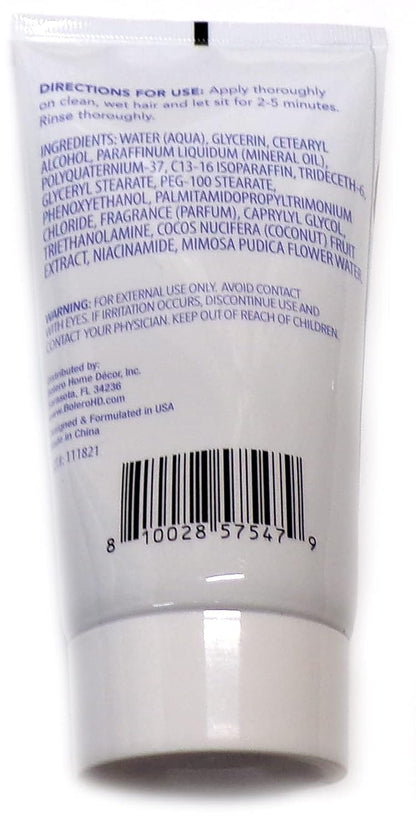 DIRECTIONS FOR USE: Apply thoroughly
on clean, wet hair and let sit for 2-5 minutes.
Rinse thoroughly.
INGREDIENTS: WATER (AQUA), GLYCERIN, CETEARYL
ALCOHOL, PARAFFINUM LIQUIDUM (MINERAL OIL),
POLYQUATERNIUM-37, C13-16 ISOPARAFFIN, TRIDECETH-6,
GLYCERYL STEARATE, PEG-100 STEARATE,
PHENOXYETHANOL, PALMITAMIDOPROPYLTRIMONIUM
CHLORIDE, FRAGRANCE (PARFUM), CAPRYLYL GLYCOL,
TRIETHANOLAMINE, COCOS NUCIFERA (COCONUT) FRUIT
EXTRACT, NIACINAMIDE, MIMOSA PUDICA FLOWER WATER
WARNING: FOR EXTERNAL USE ONLY. AVOID CONTACT
WITH EYES. IF IRRITATION OCCURS, DISCONTINUE USE AND
CONTACT YOUR PHYSICIAN. KEEP OUT OF REACH OF CHILDREN.
by:
Home Décor, Inc.
FL 34236
.BoleroHD.com
& Formulated in USA
in China
111821
8 10028 57547 9